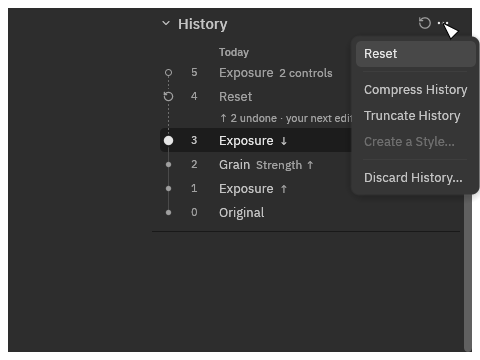 History
Today
5 Exposure 2 controls
4 Reset
↑ 2 undone · your next edit
3 Exposure ↓
2 Grain Strength ↑
1 Exposure ↑
0 Original
Reset
Compress History
Truncate History
Create a Style...
Discard History...